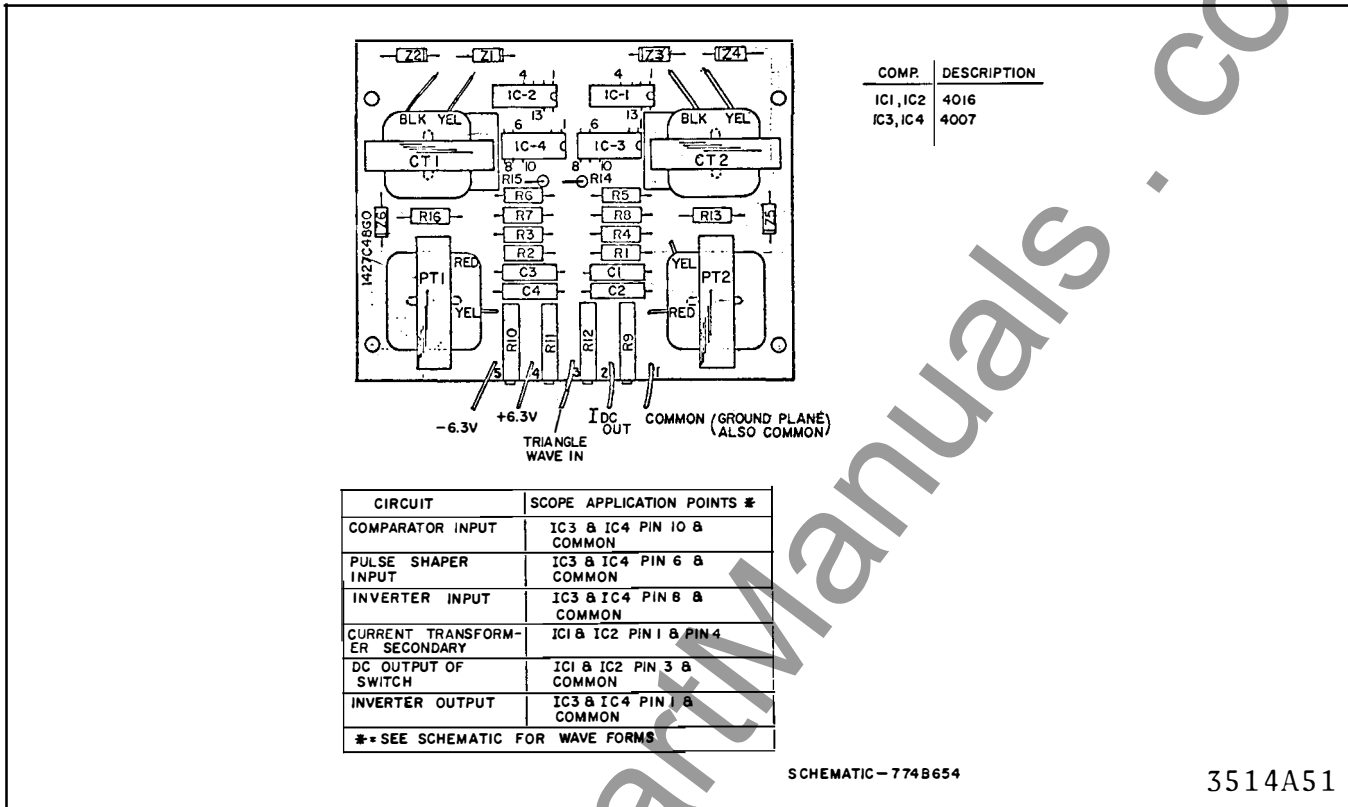 Z2 Z1 Z3 Z4
4 1 4 1
IC-2 IC-1
13 13
BLK YEL BLK YEL
6 6
IC-4 IC-3
CT1 CT2
8 10 8 10
R15 R14
R6 R5
Z6 R16 R7 R8 R13 Z5
R3 R4
R2 R1
1427C48G0
RED YEL
PT1 C3 C1 PT2
C4 C2
YEL RED
R10 R11 R12 R9
5 4 3 2 1
-6.3V +6.3V
TRIANGLE
WAVE IN
I DC
OUT
COMMON (GROUND PLANE
ALSO COMMON)
COMP. DESCRIPTION
IC1, IC2 4016
IC3, IC4 4007
CIRCUIT SCOPE APPLICATION POINTS *
COMPARATOR INPUT IC3 & IC4 PIN 10 &
COMMON
PULSE SHAPER IC3 & IC4 PIN 6 &
INPUT COMMON
INVERTER INPUT IC3 & IC4 PIN 8 &
COMMON
CURRENT TRANSFORM- IC1 & IC2 PIN 1 & PIN 4
ER SECONDARY
DC OUTPUT OF IC1 & IC2 PIN 3 &
SWITCH COMMON
INVERTER OUTPUT IC3 & IC4 PIN 1 &
COMMON
*= SEE SCHEMATIC FOR WAVE FORMS
SCHEMATIC-774B654
3514A51
artManuals.co